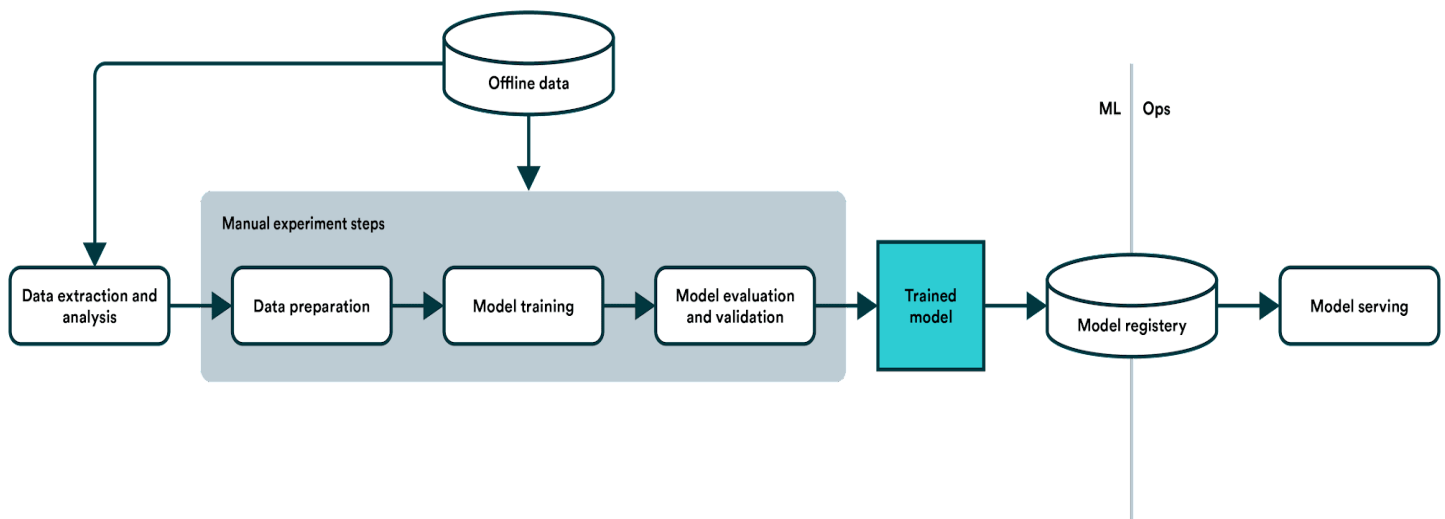 Offline data
ML
Ops
Manual experiment steps
Data extraction and
analysis
Data preparation
Model training
Model evaluation
and validation
Trained
model
Model registery
Model serving